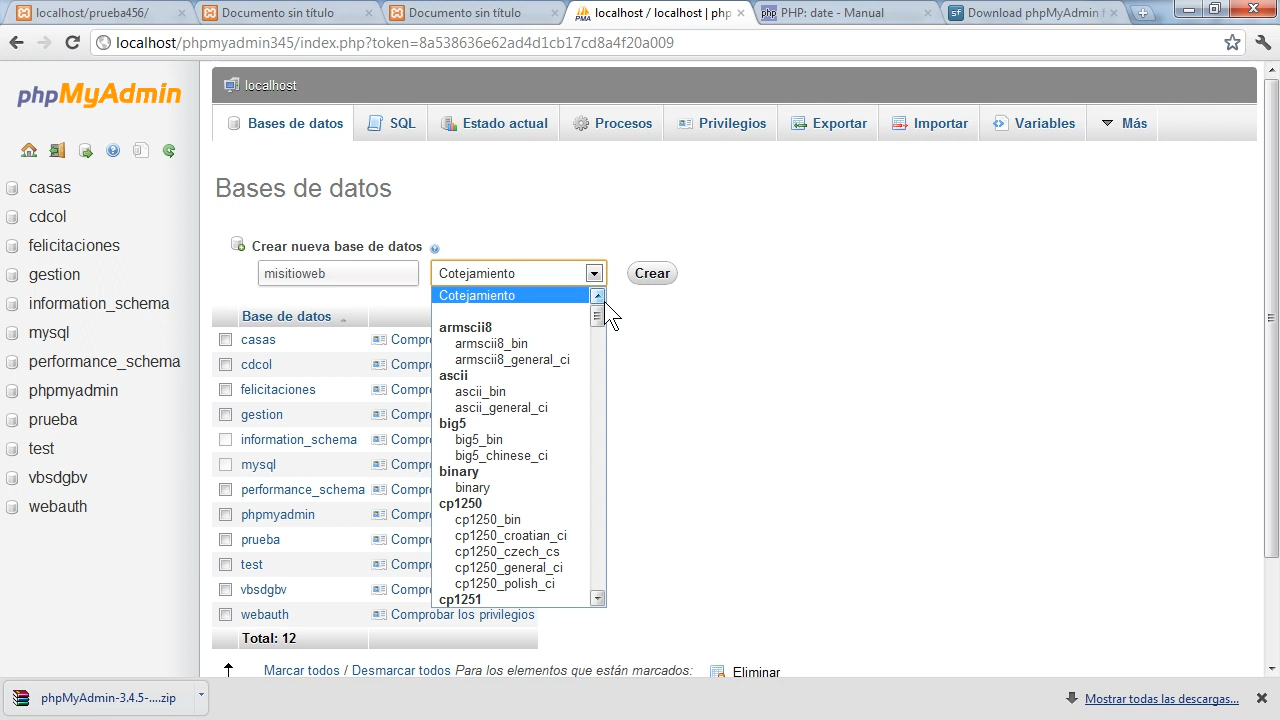 localhost/prueba456/
Documento sin título
Documento sin título
localhost / localhost | php
PHP: date - Manual
Download phpMyAdmin f
localhost/phpmyadmin345/index.php?token=8a538636e62ad4d1cb17cd8a4f20a009
phpMyAdmin
casas
cdcol
felicitaciones
gestion
information_schema
mysql
performance_schema
phpmyadmin
prueba
test
vbsdgbv
webauth
localhost
Bases de datos
SQL
Estado actual
Procesos
Privilegios
Exportar
Importar
Variables
Más
Bases de datos
Crear nueva base de datos
misitioweb
Cotejamiento
Crear
Cotejamiento
armscii8
armscii8_bin
armscii8_general_ci
ascii
ascii_bin
ascii_general_ci
big5
big5_bin
big5_chinese_ci
binary
binary
cp1250
cp1250_bin
cp1250_croatian_ci
cp1250_czech_cs
cp1250_general_ci
cp1250_polish_ci
cp1251
Base de datos
casas Compro
cdcol Compro
felicitaciones Compro
gestion Compro
information_schema Compro
mysql Compro
performance_schema Compro
phpmyadmin Compro
prueba Compro
test Compro
vbsdgbv Compro
webauth Comprobar los privilegios
Total: 12
Marcar todos / Desmarcar todos Para los elementos que están marcados: Eliminar
phpMyAdmin-3.4.5-....zip
Mostrar todas las descargas...